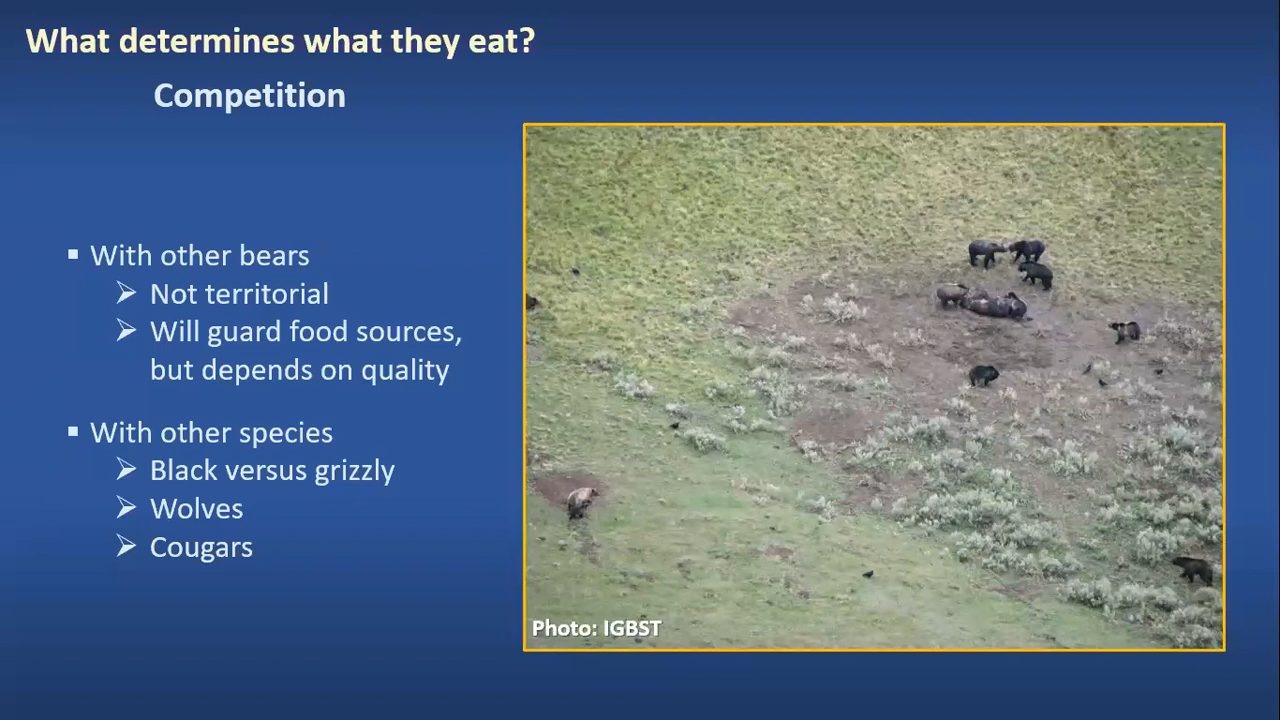 What determines what they eat?
Competition
▪ With other bears
➢ Not territorial
➢ Will guard food sources,
but depends on quality
▪ With other species
➢ Black versus grizzly
➢ Wolves
➢ Cougars
Photo: IGBST